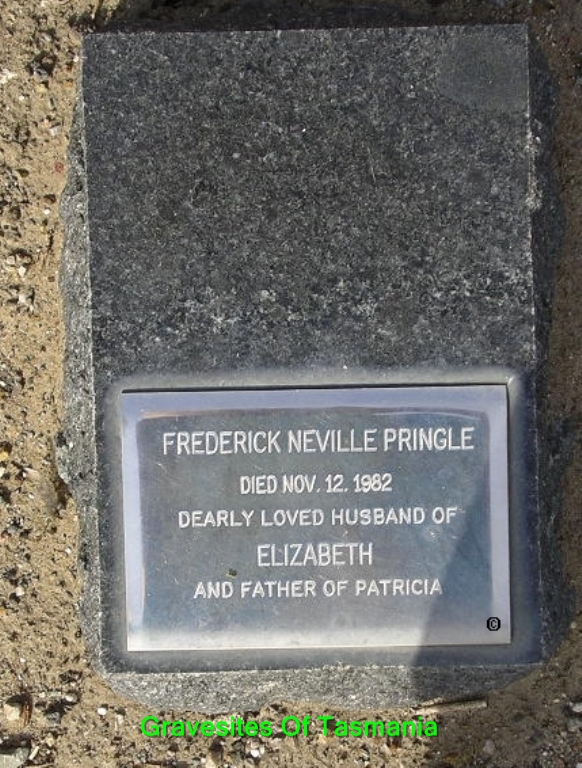 FREDERICK NEVILLE PRINGLE
DIED NOV. 12. 1982
DEARLY LOVED HUSBAND OF
ELIZABETH
AND FATHER OF PATRICIA
©
Gravesites Of Tasmania